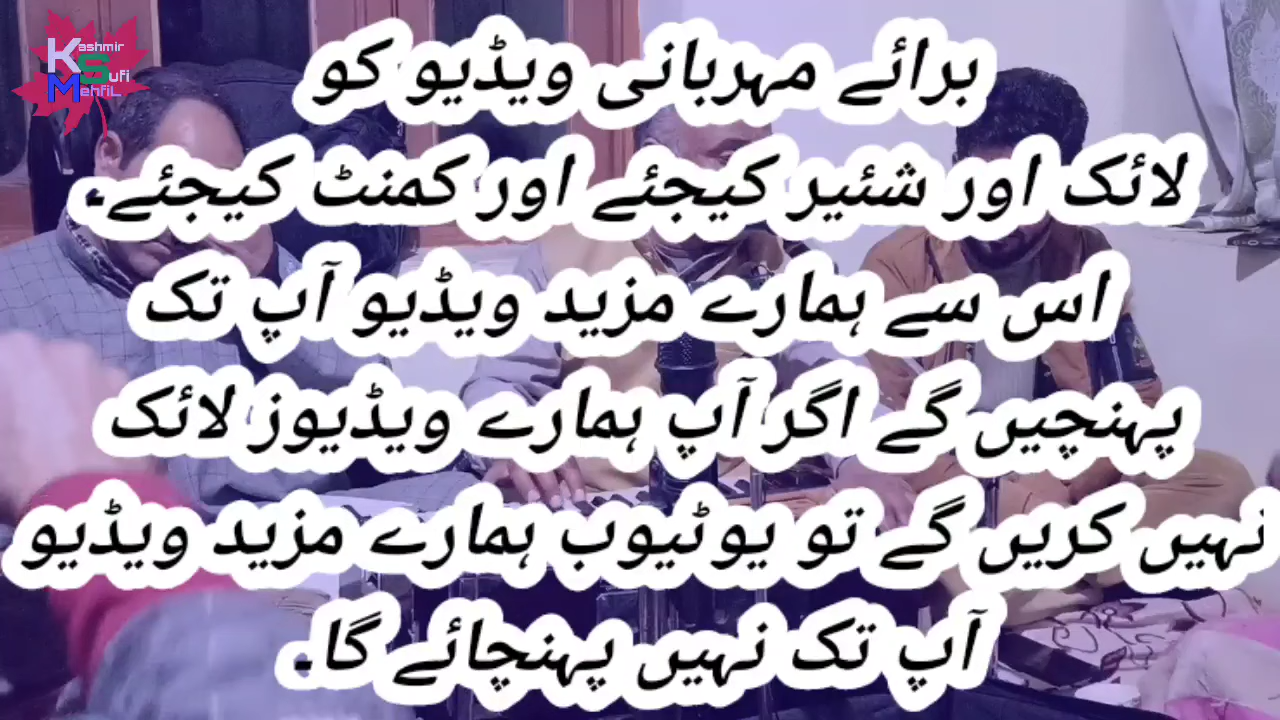 Kashmir
Sufi
MehfiL
برائے مہربانی ویڈیو کو
لائک اور شئیر کیجئے اور کمنٹ کیجئے۔
اس سے ہمارے مزید ویڈیو آپ تک
پہنچیں گے اگر آپ ہمارے ویڈیوز لائک
نہیں کریں گے تو یوٹیوب ہمارے مزید ویڈیو
آپ تک نہیں پہنچائے گا۔